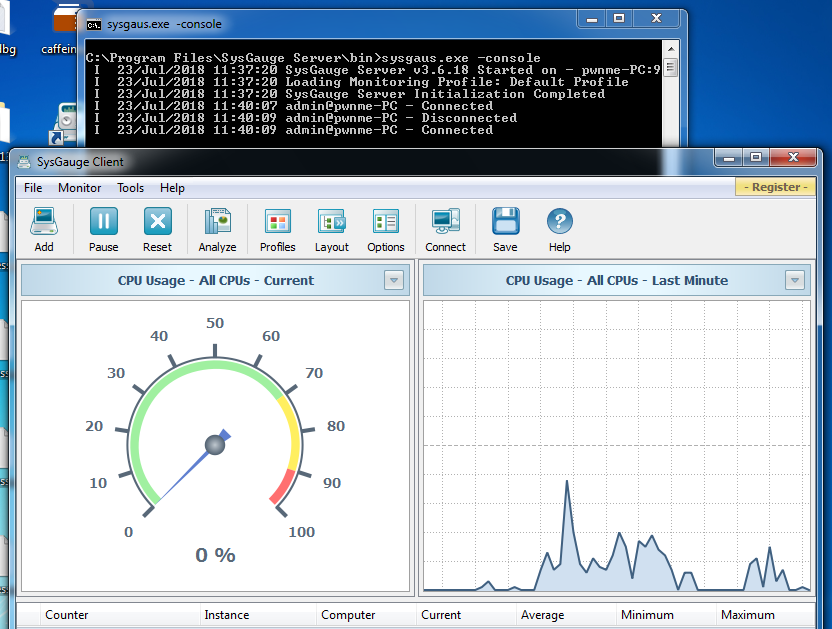 lbg
caffein
sysgaus.exe -console
C:\Program Files\SysGauge Server\bin>sysgaus.exe -console
I 23/Jul/2018 11:37:20 SysGauge Server v3.6.18 Started on - pwnme-PC:9
I 23/Jul/2018 11:37:20 Loading Monitoring Profile: Default Profile
I 23/Jul/2018 11:37:20 SysGauge Server Initialization Completed
I 23/Jul/2018 11:40:07 admin@pwnme-PC - Connected
I 23/Jul/2018 11:40:09 admin@pwnme-PC - Disconnected
I 23/Jul/2018 11:40:09 admin@pwnme-PC - Connected
SysGauge Client
File Monitor Tools Help
- Register -
Add Pause Reset Analyze Profiles Layout Options Connect Save Help
CPU Usage - All CPUs - Current
0
10
20
30
40
50
60
70
80
90
100
0 %
CPU Usage - All CPUs - Last Minute
Counter Instance Computer Current Average Minimum Maximum